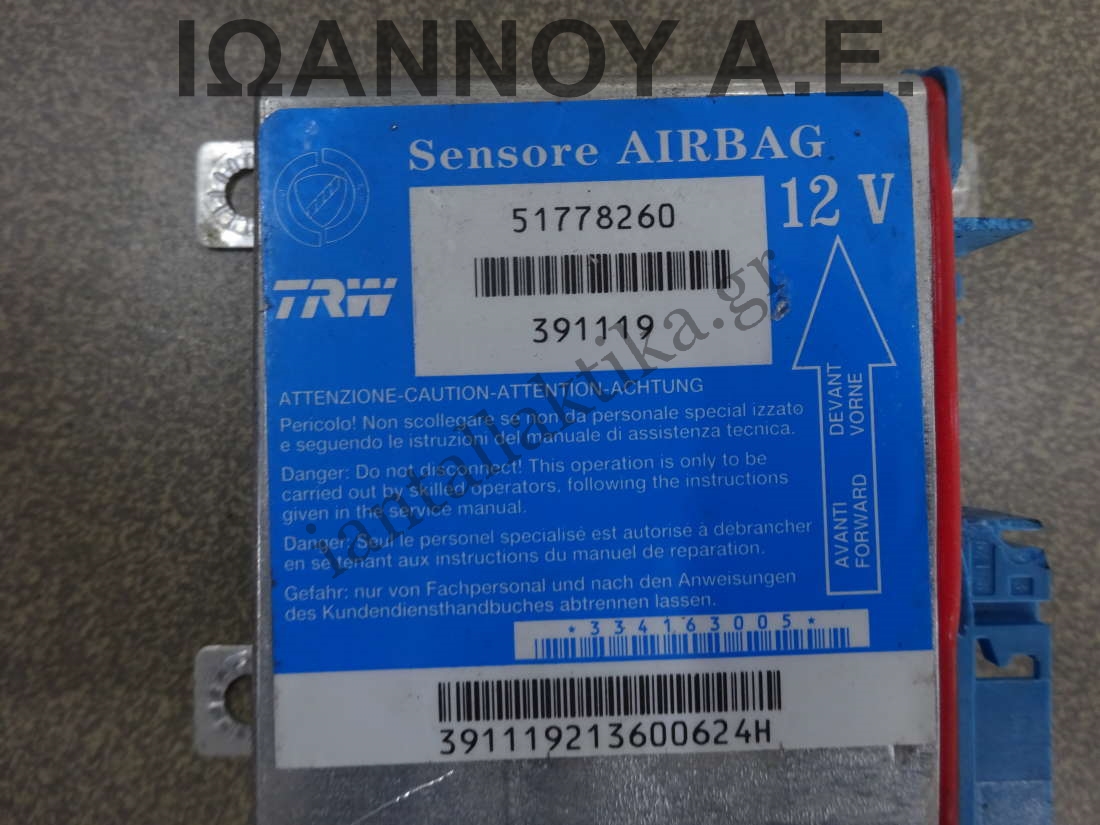 ΙΩΑΝΝΟΥ Α.Ε.
Sensore AIRBAG
12 V
51778260
TRW
391119
DEVANT
VORNE
AVANTI
FORWARD
ATTENZIONE-CAUTION-ATTENTION-ACHTUNG
Pericolo! Non scollegare se non da personale special izzato
e seguendo le istruzioni del manuale di assistenza tecnica.
Danger: Do not disconnect! This operation is only to be
carried out by skilled operators, following the instructions
given in the service manual.
Danger: Seul le personel spécialisé est autorise à débrancher
en se tenant aux instructions du manuel de reparation.
Gefahr: nur von Fachpersonal und nach den Anweisungen
des Kundendiensthandbuches abtrennen lassen.
*334163005*
391119213600624H
iantallaktika.gr